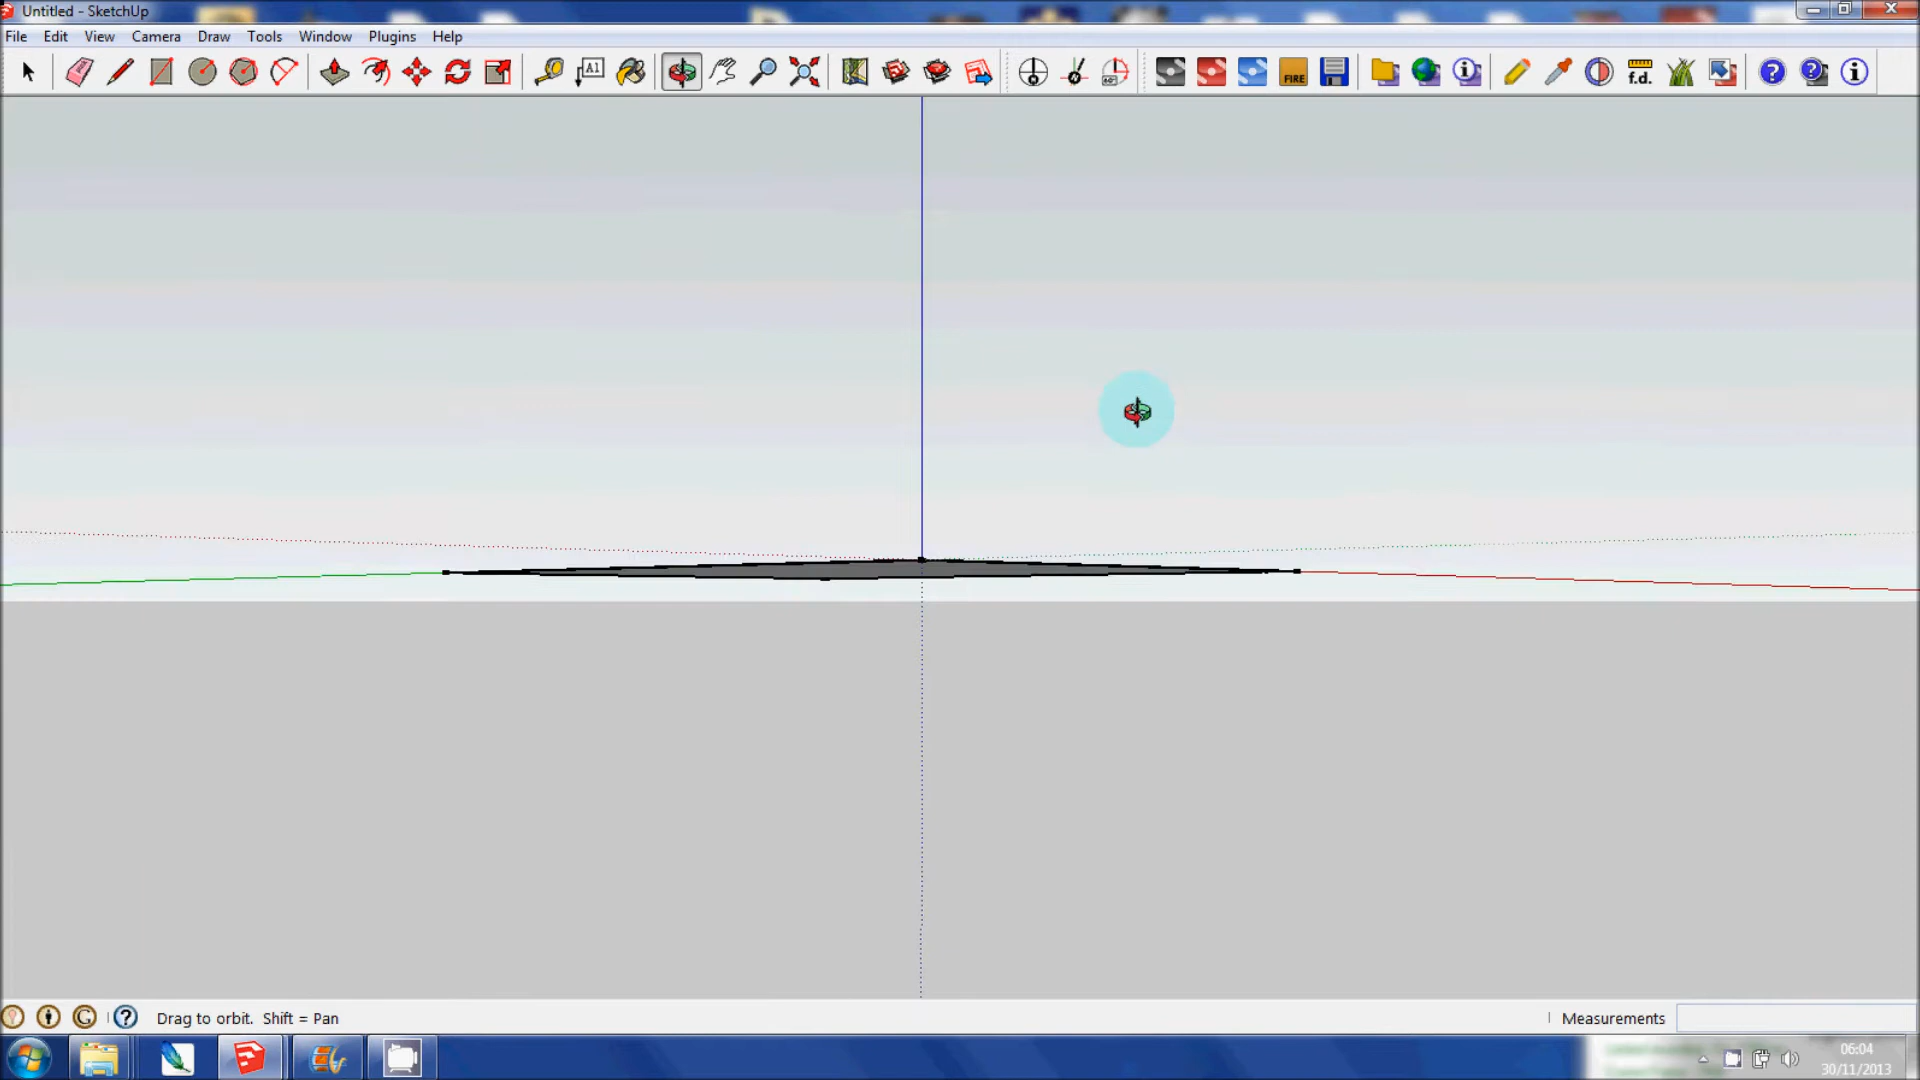 Untitled - SketchUp
File Edit View Camera Draw Tools Window Plugins Help
A1 FIRE f.d.
Drag to orbit. Shift = Pan
Measurements
06:04
30/11/2013